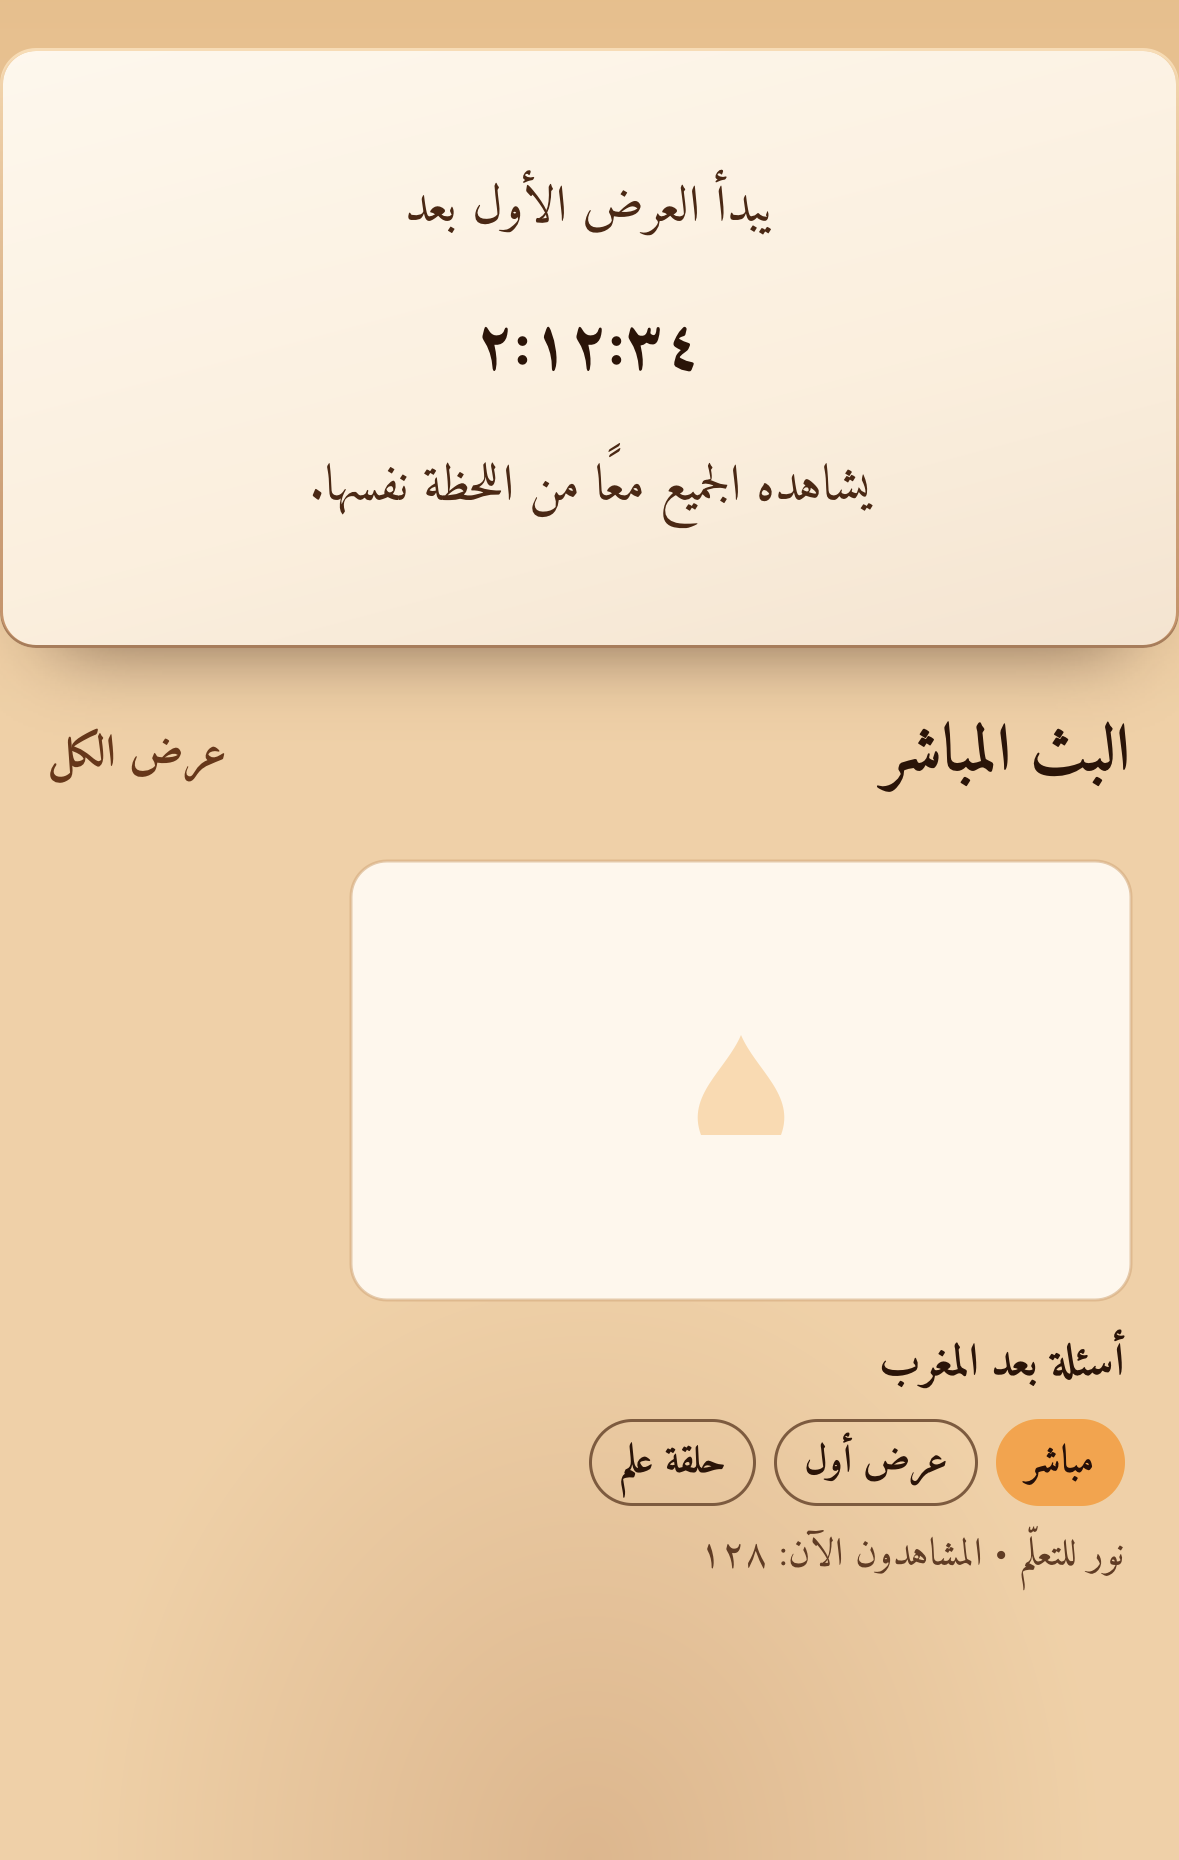 يبدأ العرض الأول بعد
٢:١٢:٣٤
يشاهده الجميع معًا من اللحظة نفسها.
البث المباشر
عرض الكل
أسئلة بعد المغرب
مباشر
عرض أول
حلقة علم
نور للتعلّم • المشاهدون الآن: ١٢٨